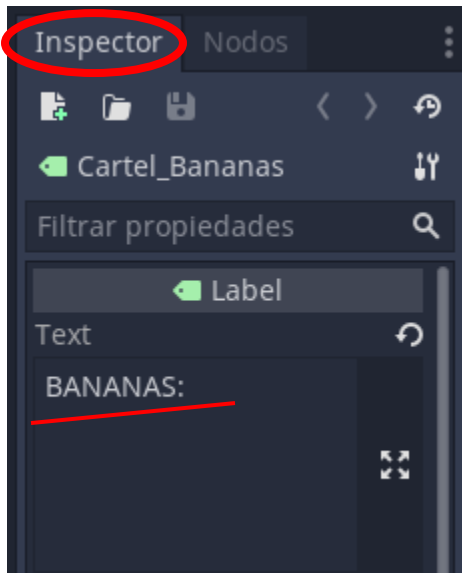 Inspector Nodos
Cartel_Bananas
Filtrar propiedades
Label
Text
BANANAS: